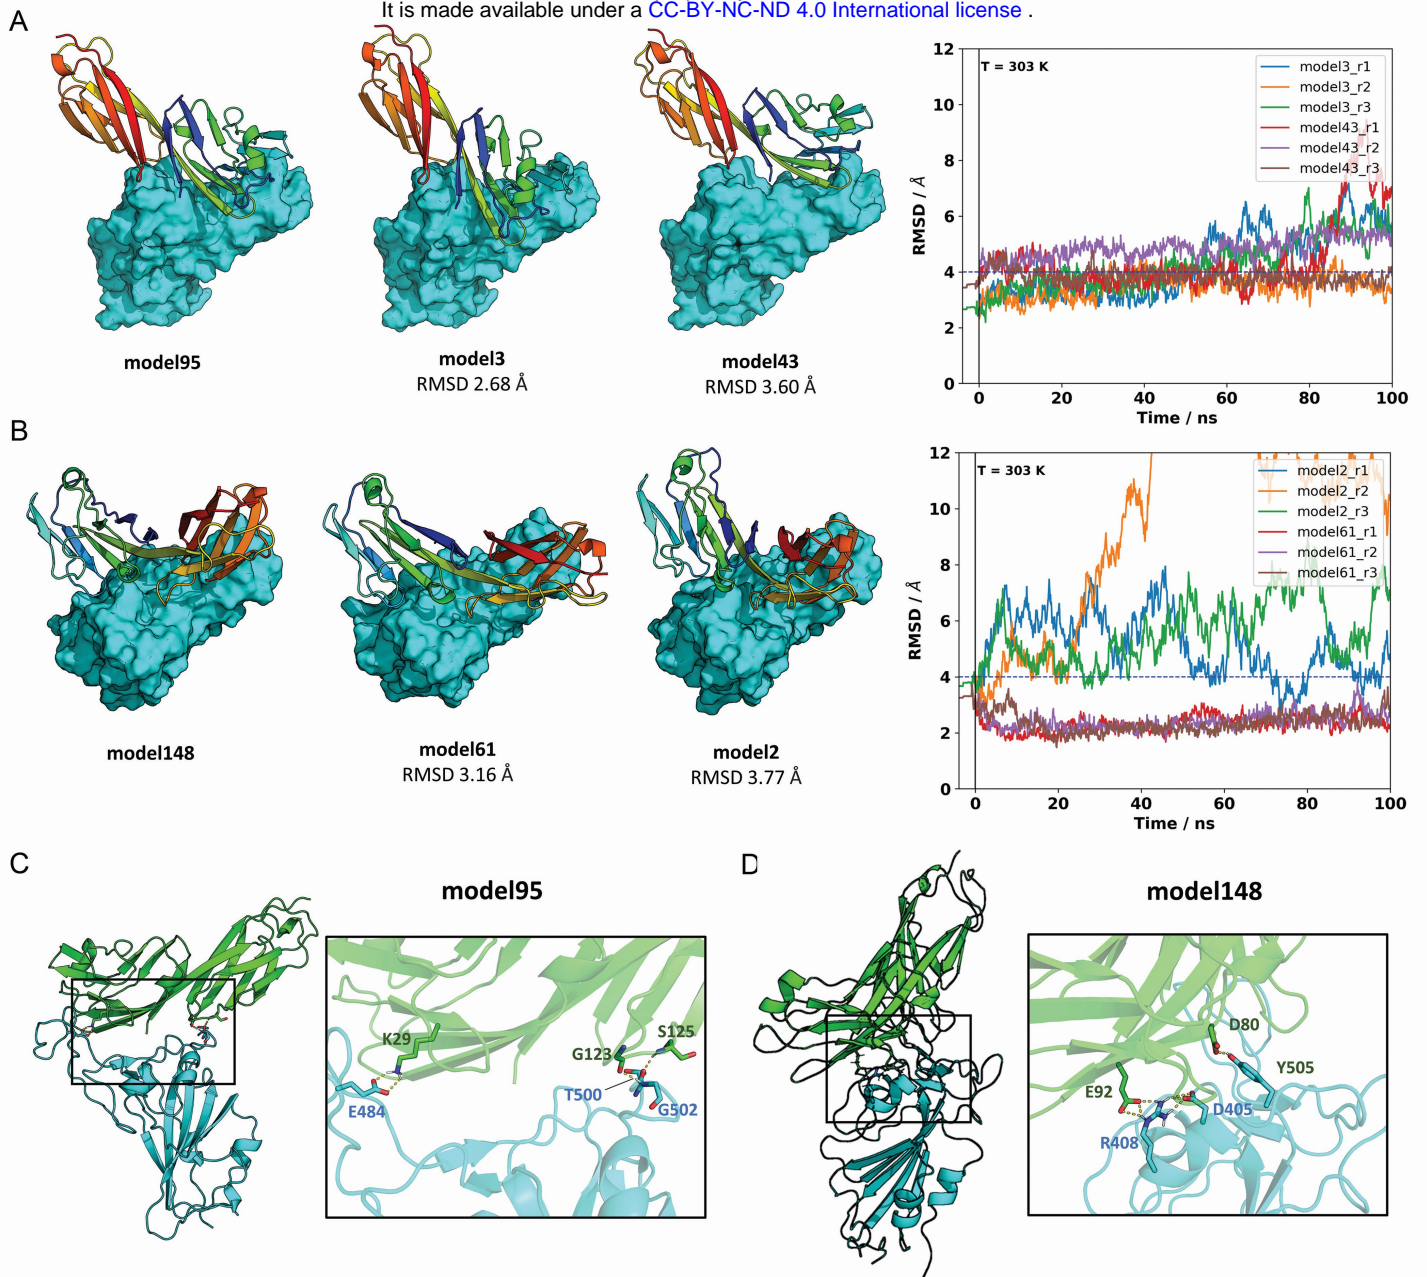 It is made available under a CC-BY-NC-ND 4.0 International license .
A
model95
model3
RMSD 2.68 Å
model43
RMSD 3.60 Å
12
10
8
6
4
2
0
RMSD / Å
T = 303 K
model3_r1
model3_r2
model3_r3
model43_r1
model43_r2
model43_r3
0 20 40 60 80 100
Time / ns
B
model148
model61
RMSD 3.16 Å
model2
RMSD 3.77 Å
12
10
8
6
4
2
0
RMSD / Å
T = 303 K
model2_r1
model2_r2
model2_r3
model61_r1
model61_r2
model61_r3
0 20 40 60 80 100
Time / ns
C
model95
K29
E484
G123
S125
T500
G502
D
model148
D80
Y505
E92
D405
R408